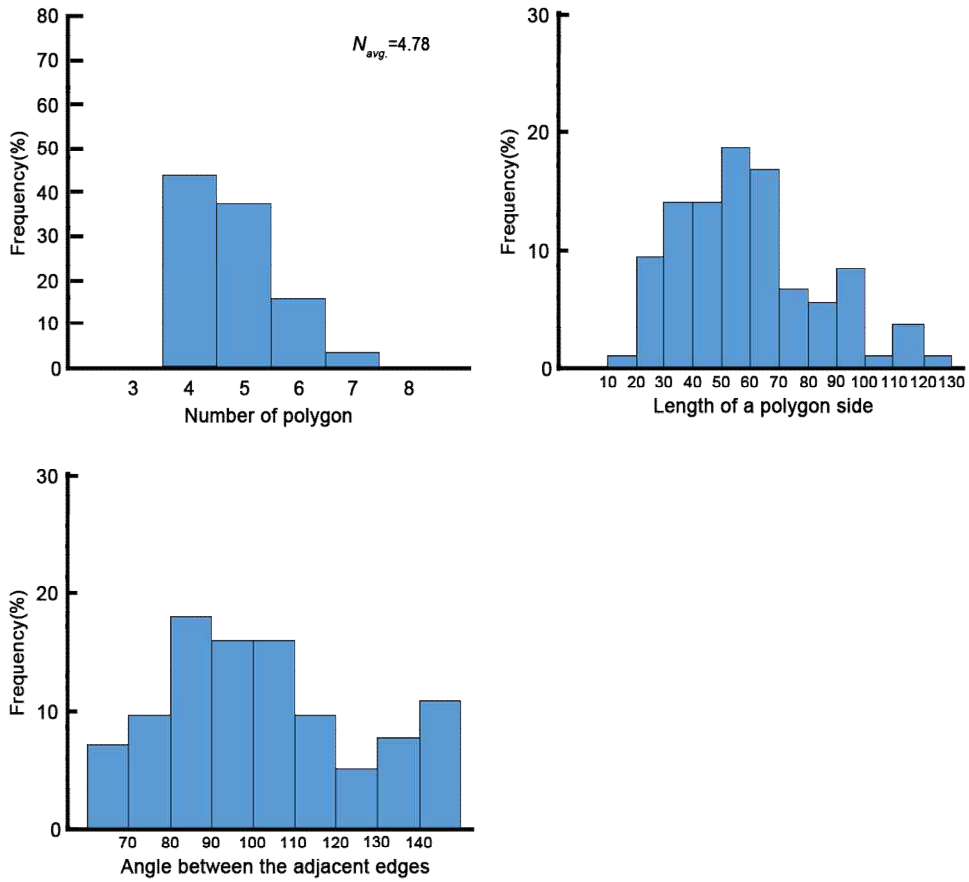 80
70
60
50
40
30
20
10
0
Frequency(%)
N avg.=4.78
3 4 5 6 7 8
Number of polygon
30
20
10
0
Frequency(%)
10 20 30 40 50 60 70 80 90 100 110 120 130
Length of a polygon side
30
20
10
0
Frequency(%)
70 80 90 100 110 120 130 140
Angle between the adjacent edges